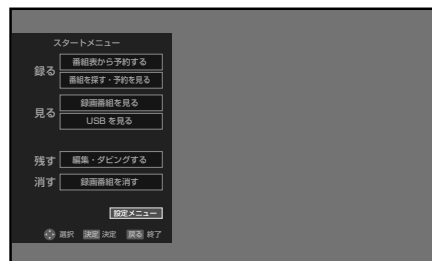 スタートメニュー
録る
番組表から予約する
番組を探す・予約を見る
見る
録画番組を見る
USB を見る
残す
編集・ダビングする
消す
録画番組を消す
設定メニュー
選択 決定 決定 戻る 終了